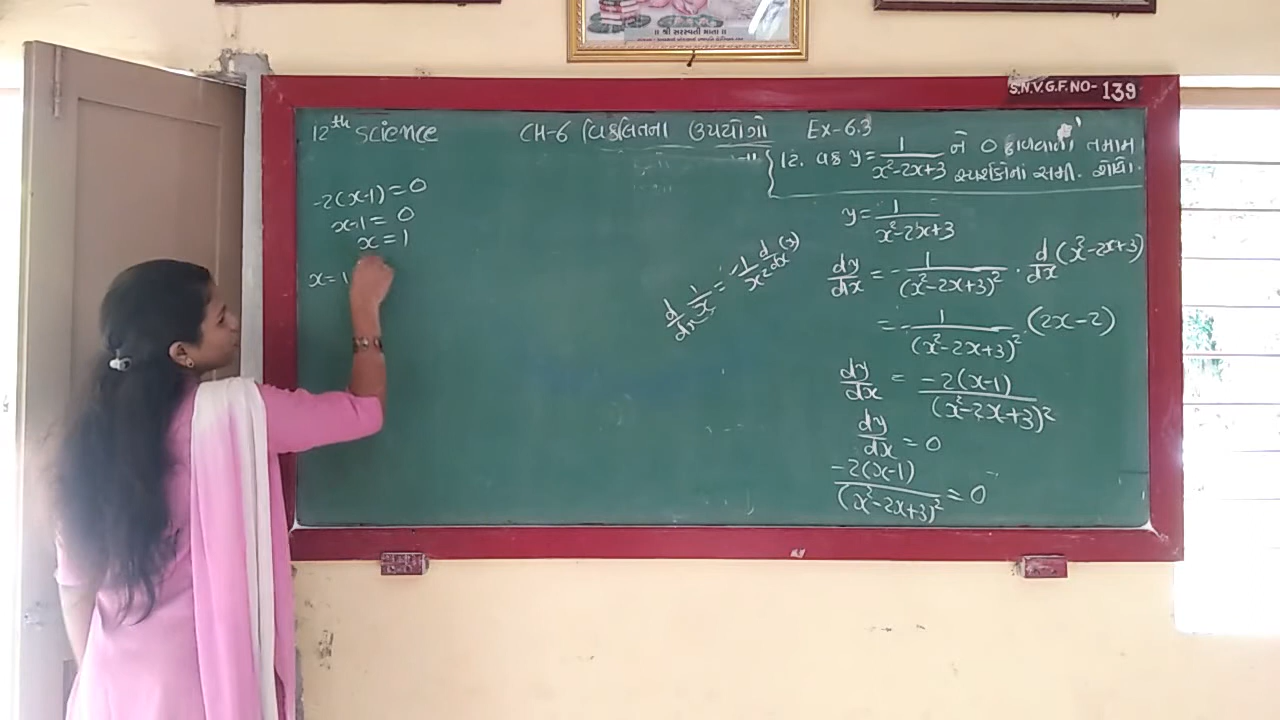 ॥ શ્રી સરસ્વતી માતા ॥
S.N.V.G.F.NO- 139
12th Science
CH-6 વિકલિતના ઉપયોગો Ex-6.3
12. વક્ર y = 1/(x²-2x+3) ને 0 ઢાળવાળા તમામ
સ્પર્શકોનાં સમી. શોધો.
-2(x-1) = 0
x-1 = 0
x = 1
x = 1
d/dx 1/x = -1/x² d/dx (x)
y = 1/(x²-2x+3)
dy/dx = -1/(x²-2x+3)² · d/dx (x²-2x+3)
= -1/(x²-2x+3)² · (2x-2)
dy/dx = -2(x-1)/(x²-2x+3)²
dy/dx = 0
-2(x-1)/(x²-2x+3)² = 0